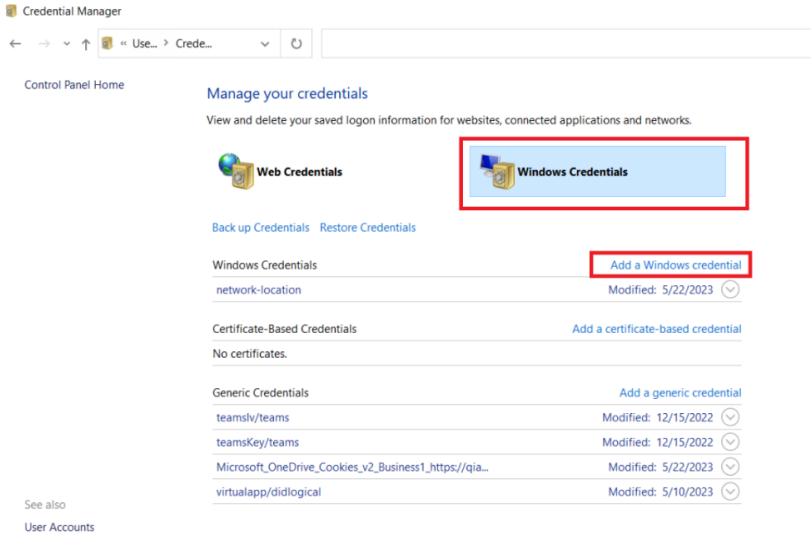 Credential Manager
« Use... > Crede...
Control Panel Home
Manage your credentials
View and delete your saved logon information for websites, connected applications and networks.
Web Credentials
Windows Credentials
Back up Credentials Restore Credentials
Windows Credentials Add a Windows credential
network-location Modified: 5/22/2023
Certificate-Based Credentials Add a certificate-based credential
No certificates.
Generic Credentials Add a generic credential
teamslv/teams Modified: 12/15/2022
teamsKey/teams Modified: 12/15/2022
Microsoft_OneDrive_Cookies_v2_Business1_https://qia... Modified: 5/22/2023
virtualapp/didlogical Modified: 5/10/2023
See also
User Accounts